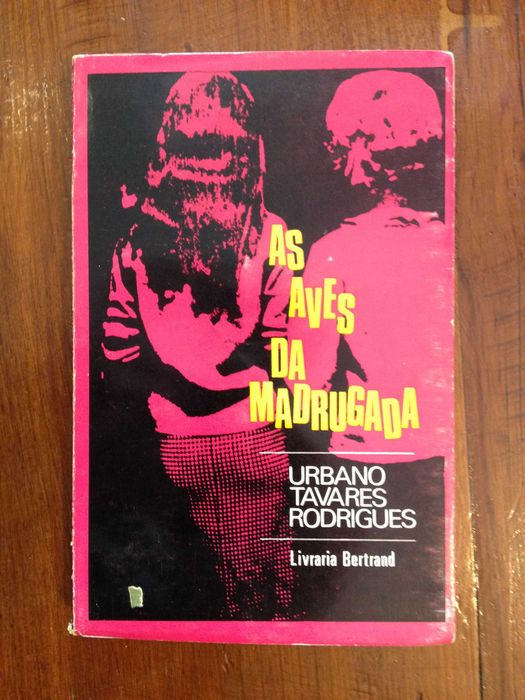 AS
AVES
DA
MADRUGADA
URBANO
TAVARES
RODRIGUES
Livraria Bertrand